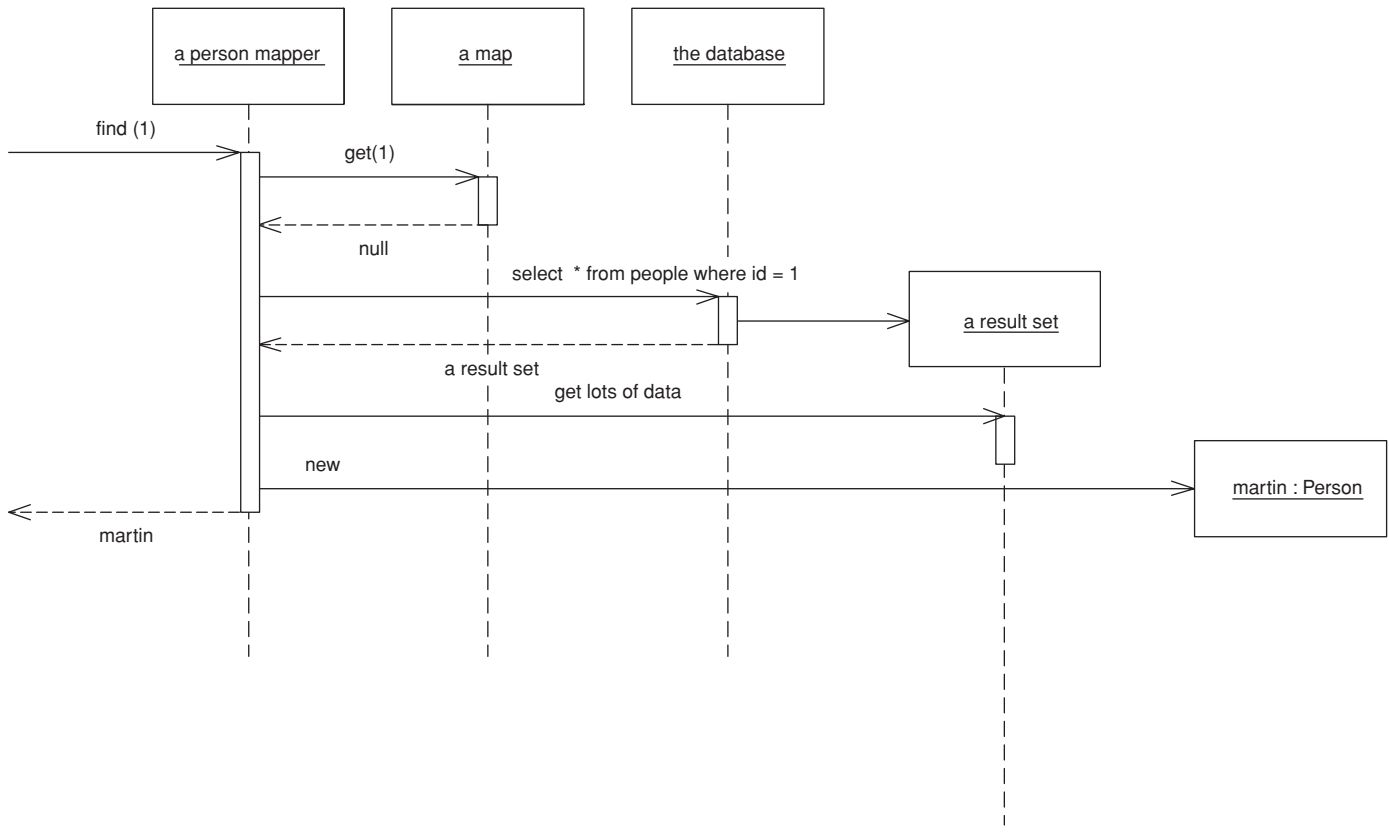 a person mapper
a map
the database
find (1)
get(1)
null
select * from people where id = 1
a result set
a result set
get lots of data
new
martin : Person
martin